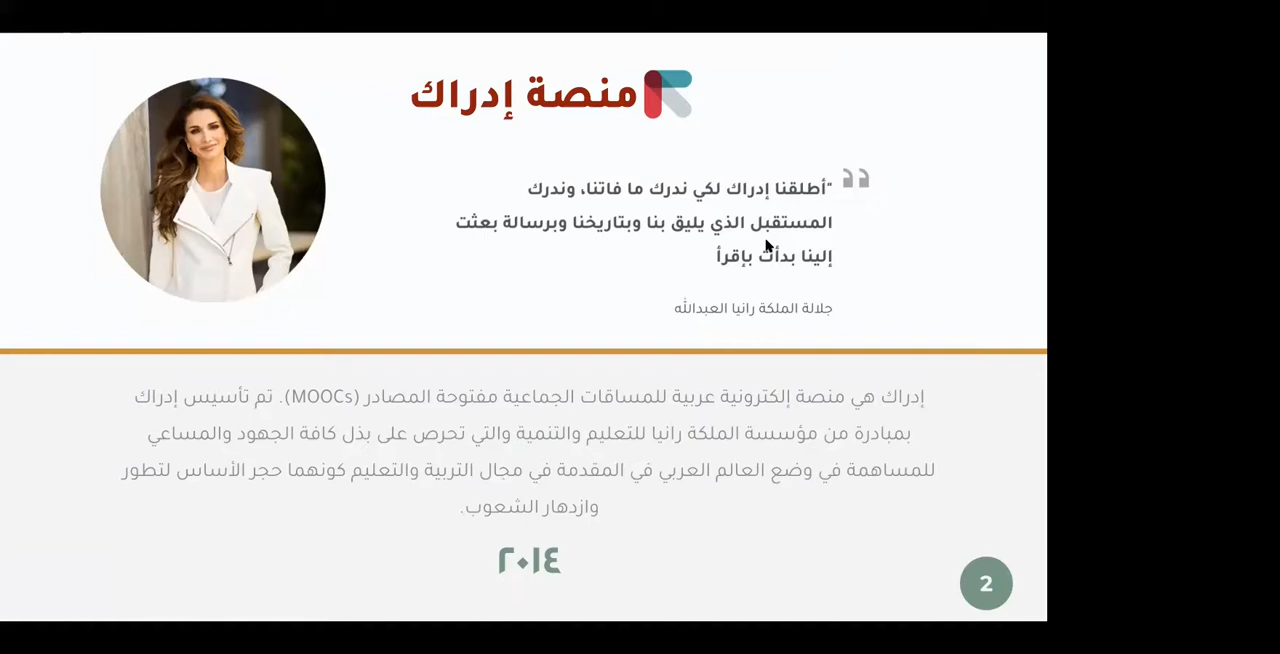 منصة إدراك
"أطلقنا إدراك لكي ندرك ما فاتنا، وندرك
المستقبل الذي يليق بنا وبتاريخنا وبرسالة بعثت
إلينا بدأت بإقرأ
جلالة الملكة رانيا العبدالله
إدراك هي منصة إلكترونية عربية للمساقات الجماعية مفتوحة المصادر (MOOCs). تم تأسيس إدراك
بمبادرة من مؤسسة الملكة رانيا للتعليم والتنمية والتي تحرص على بذل كافة الجهود والمساعي
للمساهمة في وضع العالم العربي في المقدمة في مجال التربية والتعليم كونهما حجر الأساس لتطور
وازدهار الشعوب.
٢٠١٤
2